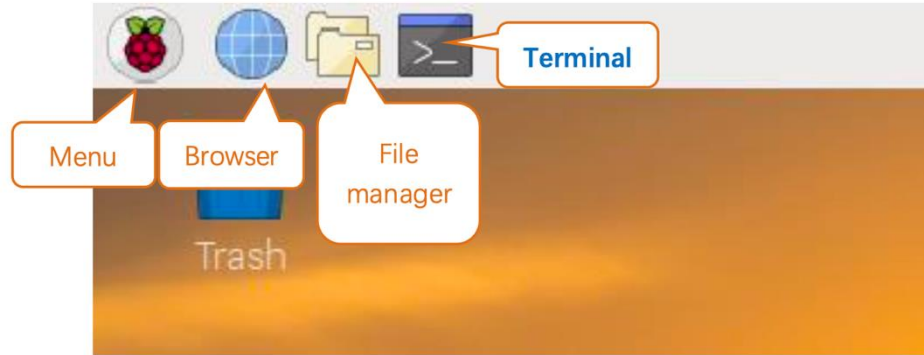 Terminal
Menu
Browser
File
manager
Trash